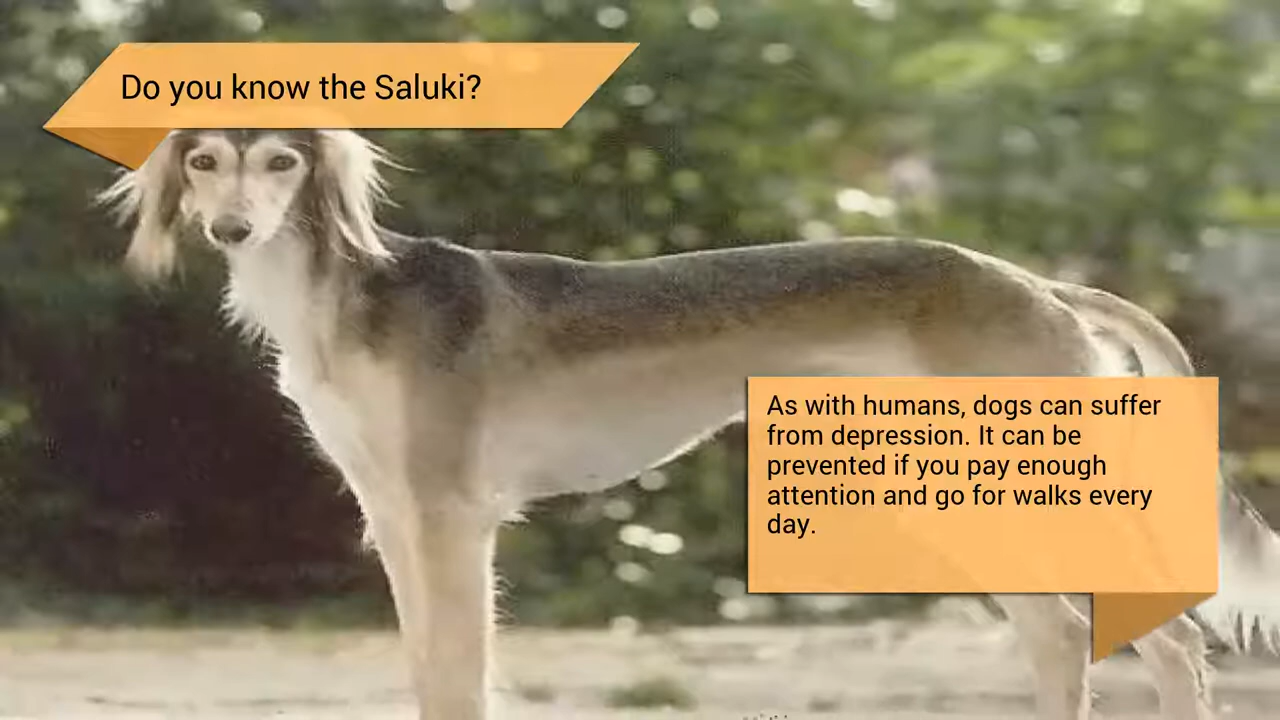 Do you know the Saluki?
As with humans, dogs can suffer
from depression. It can be
prevented if you pay enough
attention and go for walks every
day.